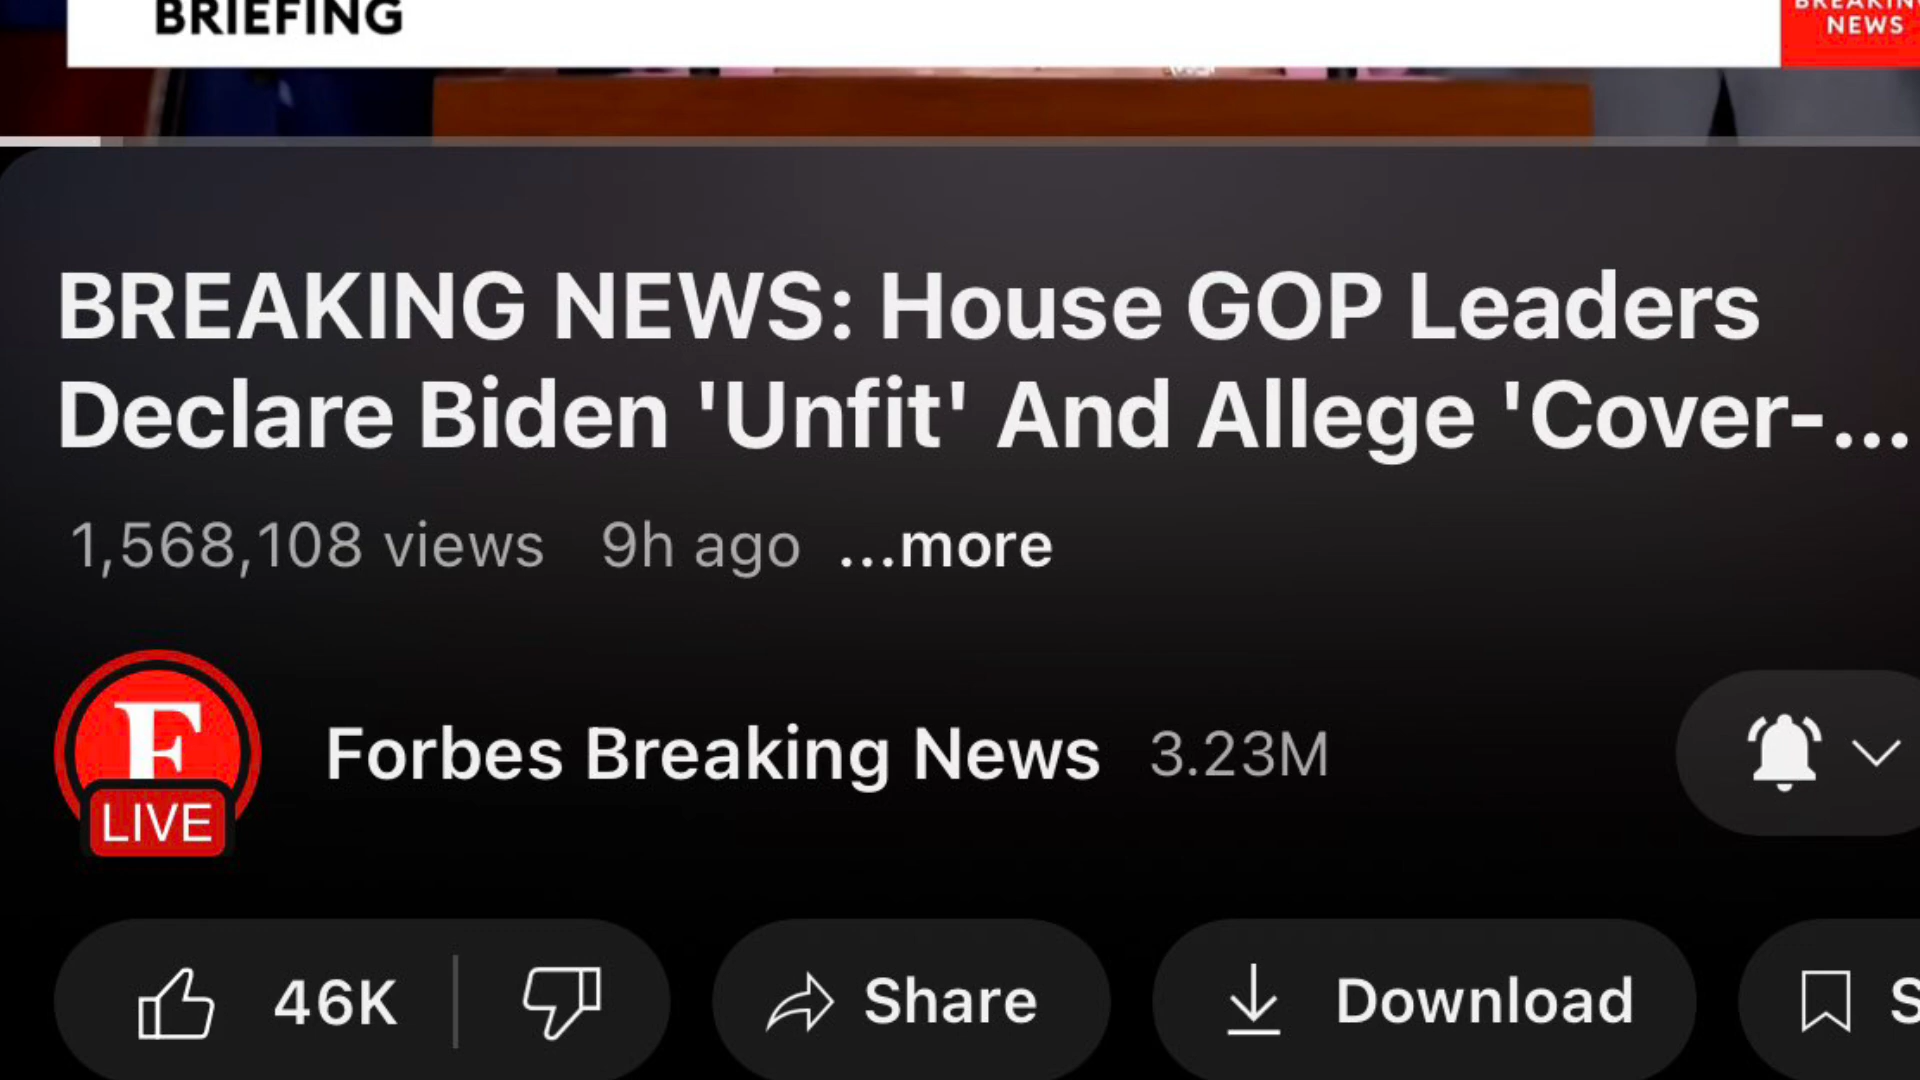 BRIEFING
BREAKING
NEWS
BREAKING NEWS: House GOP Leaders
Declare Biden 'Unfit' And Allege 'Cover-...
1,568,108 views 9h ago ...more
F
LIVE
Forbes Breaking News 3.23M
46K Share Download S